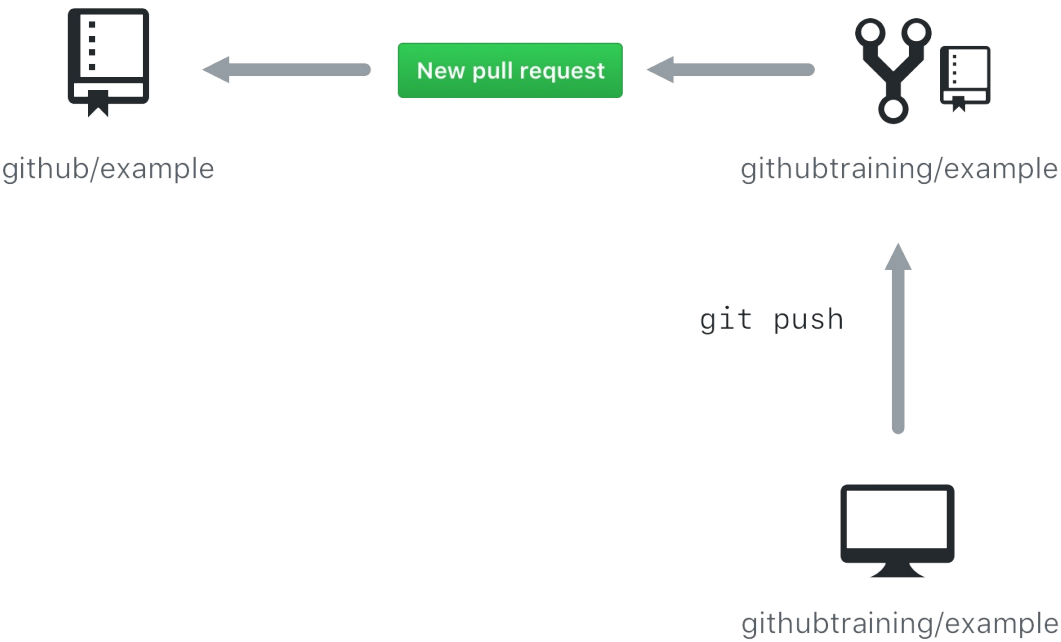 New pull request
github/example
githubtraining/example
git push
githubtraining/example